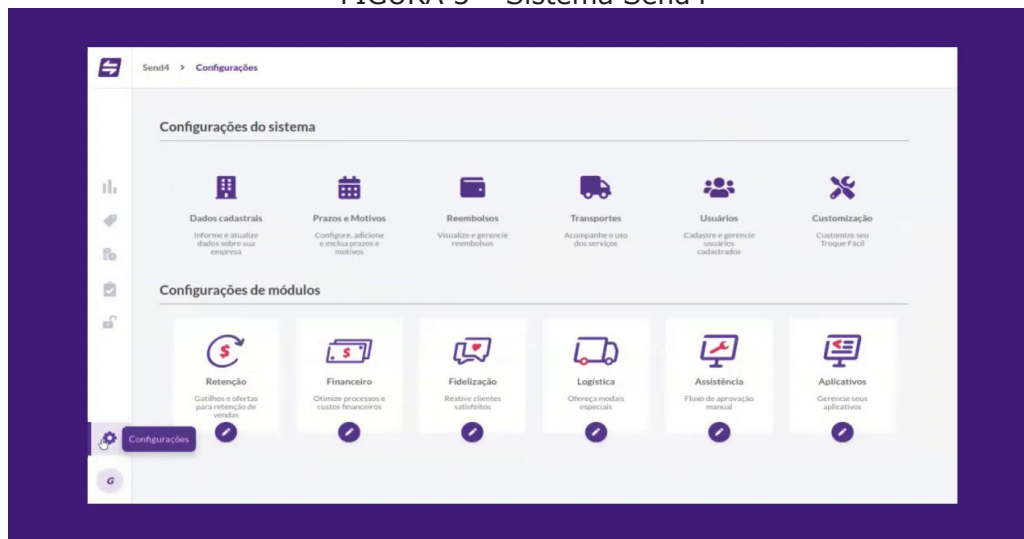 Send4 > Configurações
Configurações do sistema
Dados cadastrais
Informe e atualize
dados sobre sua
empresa
Prazos e Motivos
Configure, adicione
e exclua prazos e
motivos.
Reembolsos
Visualize e gerencie
reembolsos
Transportes
Acompanhe o uso
dos serviços
Usuários
Cadastre e gerencie
usuários
cadastrados
Customização
Customize seu
Troque Fácil
Configurações de módulos
Retenção
Gatilhos e ofertas
para retenção de
vendas
Financeiro
Otimize processos e
custos financeiros
Fidelização
Reative clientes
satisfeitos
Logística
Ofereça modais
especiais
Assistência
Fluxo de aprovação
manual
Aplicativos
Gerencie seus
aplicativos
Configurações
G